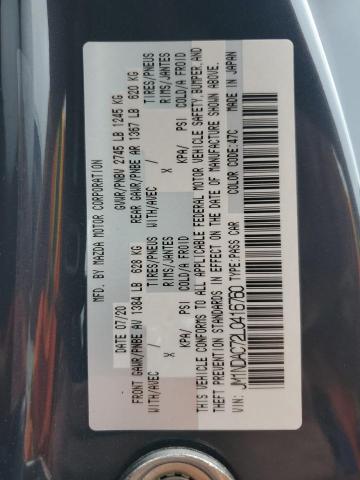 MFD. BY MAZDA MOTOR CORPORATION
DATE: 07/20 GVWR/PNBV 2745 LB 1245 KG
FRONT GAWR/PNBE AV 1384 LB 628 KG REAR GAWR/PNBE AR 1367 LB 620 KG
WITH/AVEC / TIRES/PNEUS WITH/AVEC / TIRES/PNEUS
X RIMS/JANTES X RIMS/JANTES
KPA/ PSI COLD/A FROID KPA/ PSI COLD/A FROID
THIS VEHICLE CONFORMS TO ALL APPLICABLE FEDERAL MOTOR VEHICLE SAFETY, BUMPER, AND
THEFT PREVENTION STANDARDS IN EFFECT ON THE DATE OF MANUFACTURE SHOWN ABOVE.
VIN: JM1NDAC72L0416760 TYPE: PASS CAR COLOR CODE: 47C MADE IN JAPAN